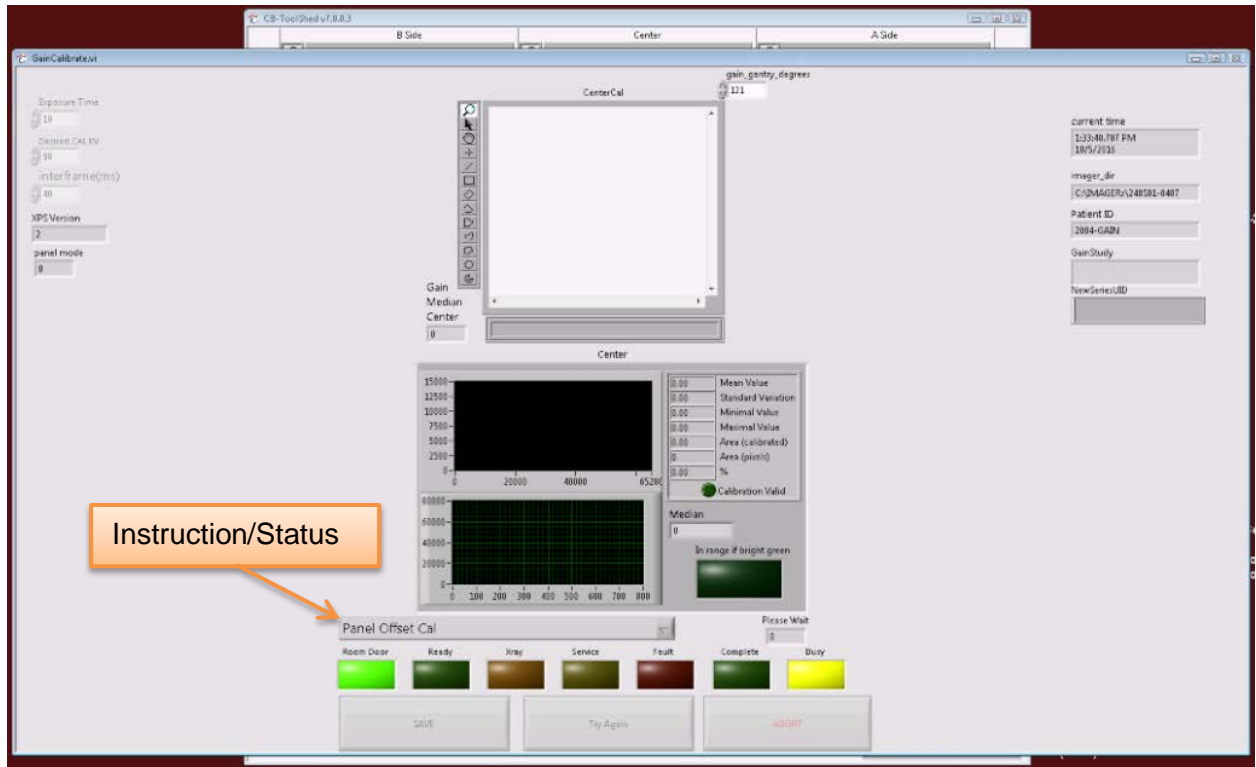 CB-ToolShed v7.0.0.3
B Side Center A Side
GainCalibrate.vi
gain_gantry_degrees
121
CenterCal
Exposure Time
10
Desired CAL EV
90
interframe(ms)
40
XPS Version
2
panel mode
0
current time
1:33:40.707 PM
10/5/2016
imager_dir
Patient ID
2004-GAIN
GainStudy
NewSeriesUID
Gain
Median
Center
0
Center
15000
12500
10000
7500
5000
2500
0
0 20000 40000 65280
0.00 Mean Value
0.00 Standard Variation
0.00 Minimal Value
0.00 Maximal Value
0.00 Area (calibrated)
0 Area (pixels)
0.00 %
Calibration Valid
80000
60000
40000
20000
0
0 100 200 300 400 500 600 700 800
Median
0
In range if bright green
Instruction/Status
Panel Offset Cal
Please Wait
0
Room Door Ready Xray Service Fault Complete Busy
SAVE Try Again ABORT